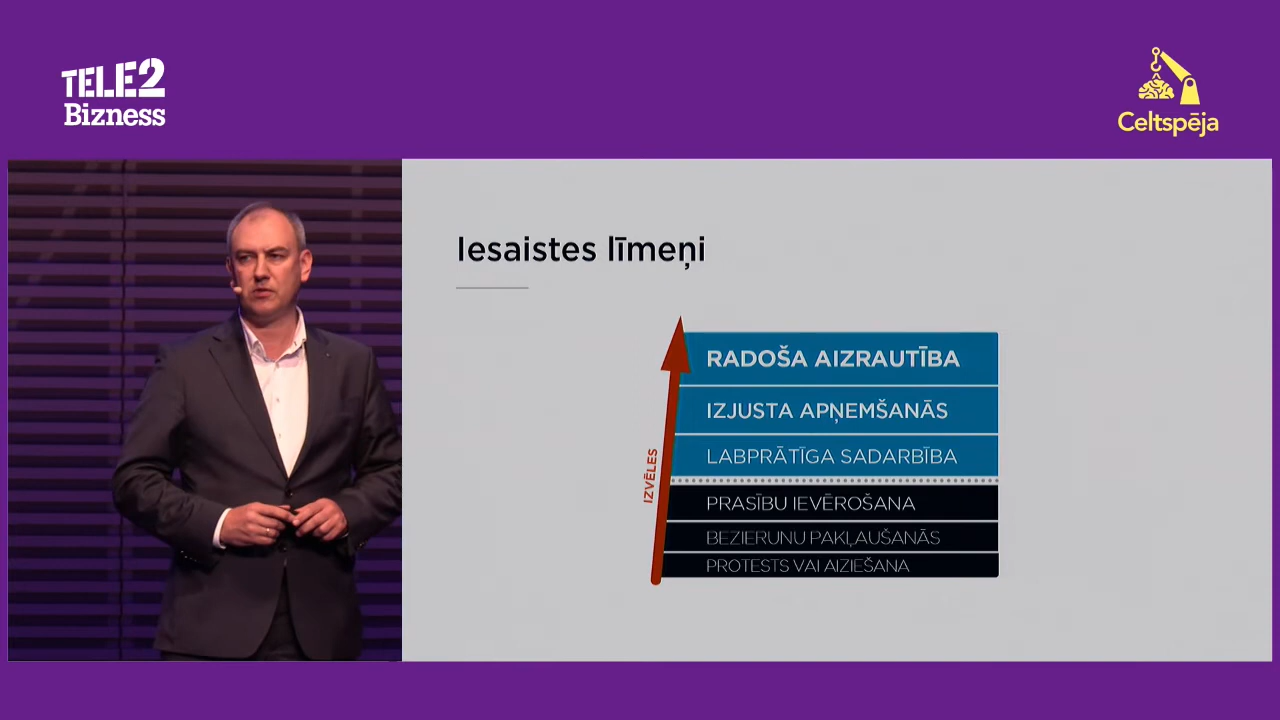 TELE2
Bizness
Celtspēja
Iesaistes līmeņi
RADOŠA AIZRAUTĪBA
IZJUSTA APŅEMŠANĀS
LABPRĀTĪGA SADARBĪBA
PRASĪBU IEVĒROŠANA
BEZIERUNU PAKĻAUŠANĀS
PROTESTS VAI AIZIEŠANA
IZVĒLES